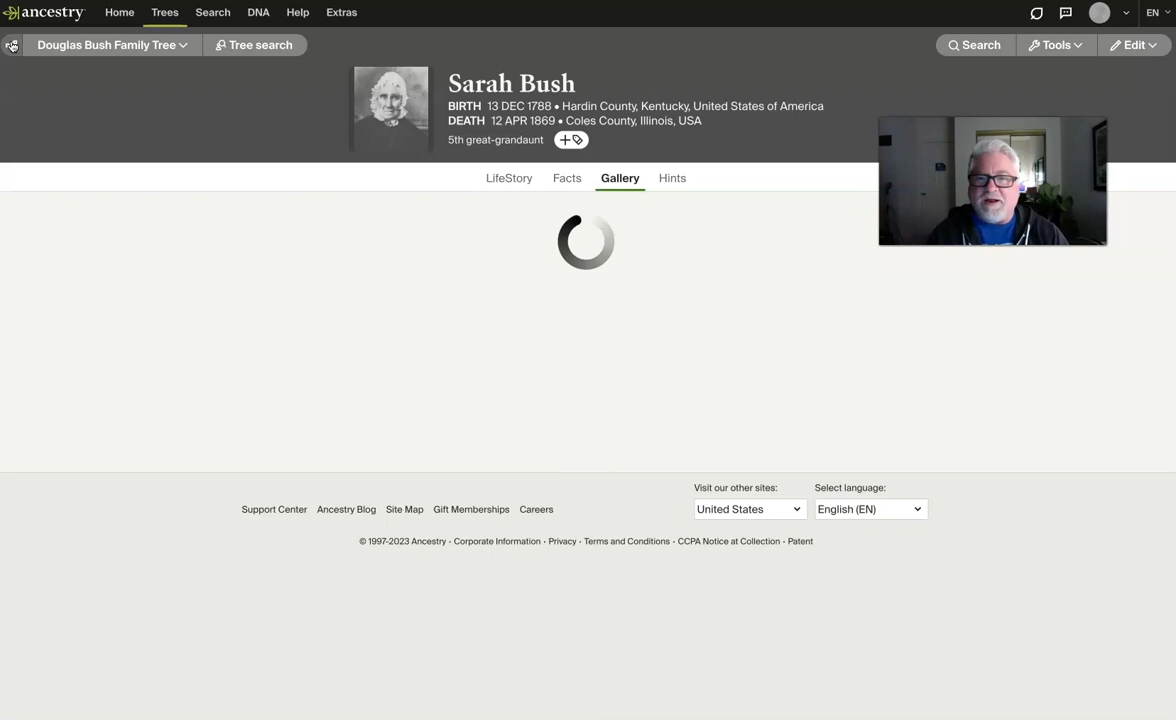 ancestry Home Trees Search DNA Help Extras EN
Douglas Bush Family Tree Tree search Search Tools Edit
Sarah Bush
BIRTH 13 DEC 1788 • Hardin County, Kentucky, United States of America
DEATH 12 APR 1869 • Coles County, Illinois, USA
5th great-grandaunt
LifeStory Facts Gallery Hints
Visit our other sites: Select language:
Support Center Ancestry Blog Site Map Gift Memberships Careers United States English (EN)
© 1997-2023 Ancestry · Corporate Information · Privacy · Terms and Conditions · CCPA Notice at Collection · Patent